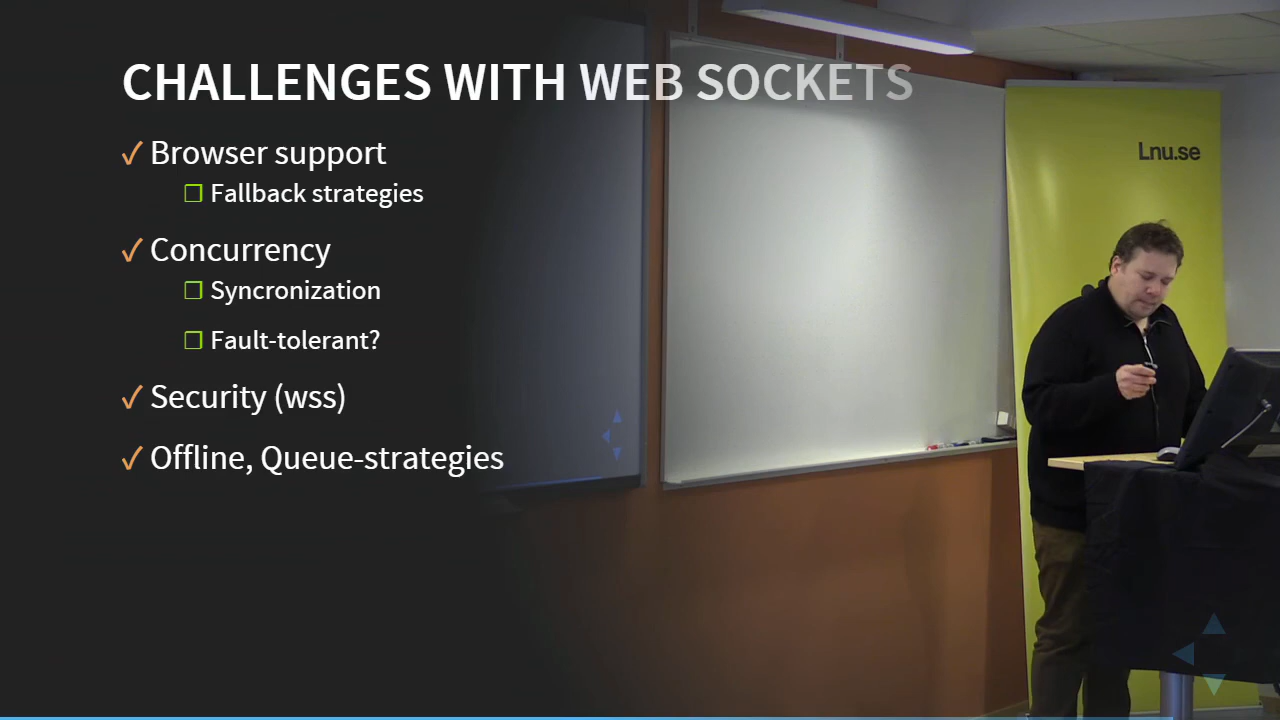 CHALLENGES WITH WEB SOCKETS
✓ Browser support
❒ Fallback strategies
✓ Concurrency
❒ Syncronization
❒ Fault-tolerant?
✓ Security (wss)
✓ Offline, Queue-strategies
Lnu.se